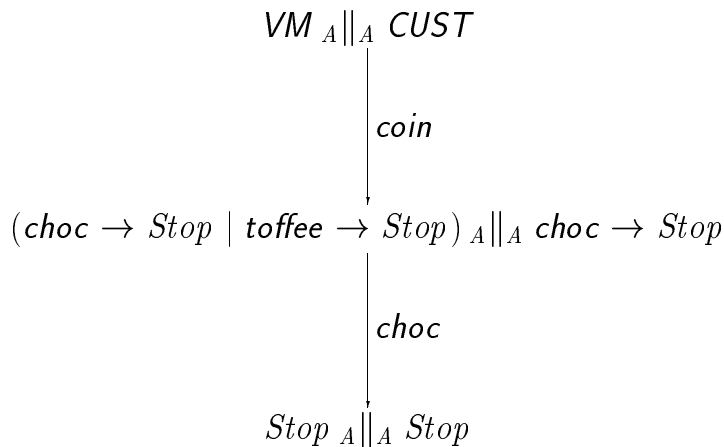 VM A||A CUST
coin
(choc → Stop | toffee → Stop) A||A choc → Stop
choc
Stop A||A Stop